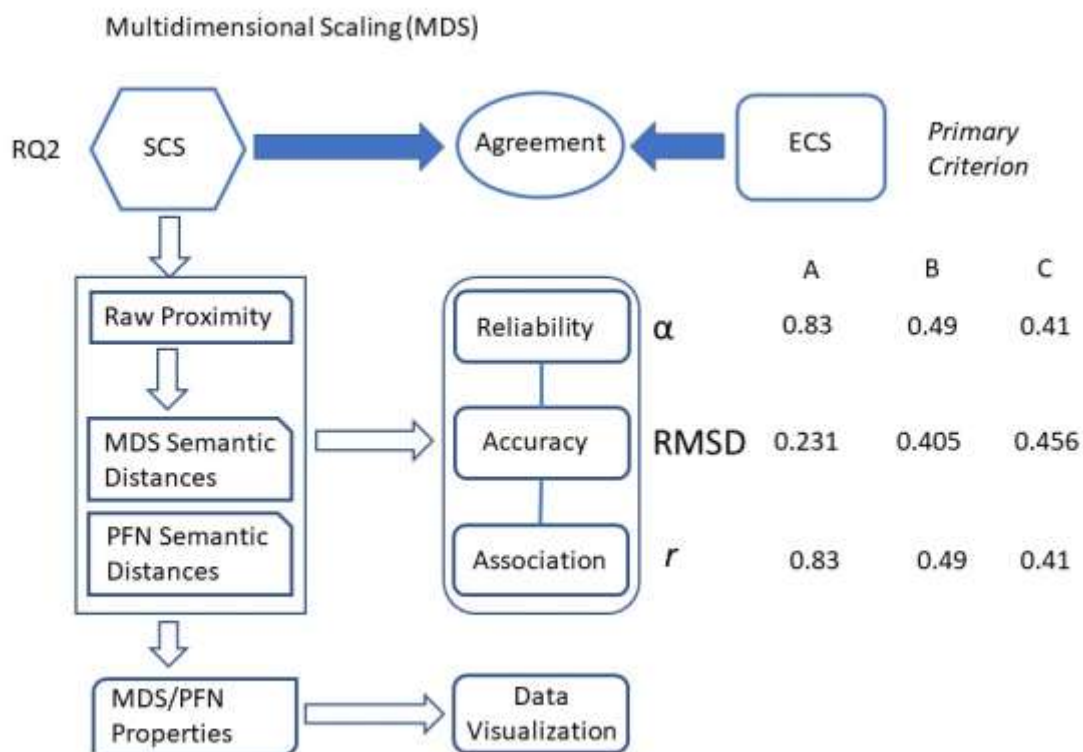 Multidimensional Scaling (MDS)
RQ2
SCS
Agreement
ECS
Primary
Criterion
A B C
Raw Proximity
Reliability α 0.83 0.49 0.41
MDS Semantic
Distances
Accuracy RMSD 0.231 0.405 0.456
PFN Semantic
Distances
Association r 0.83 0.49 0.41
MDS/PFN
Properties
Data
Visualization